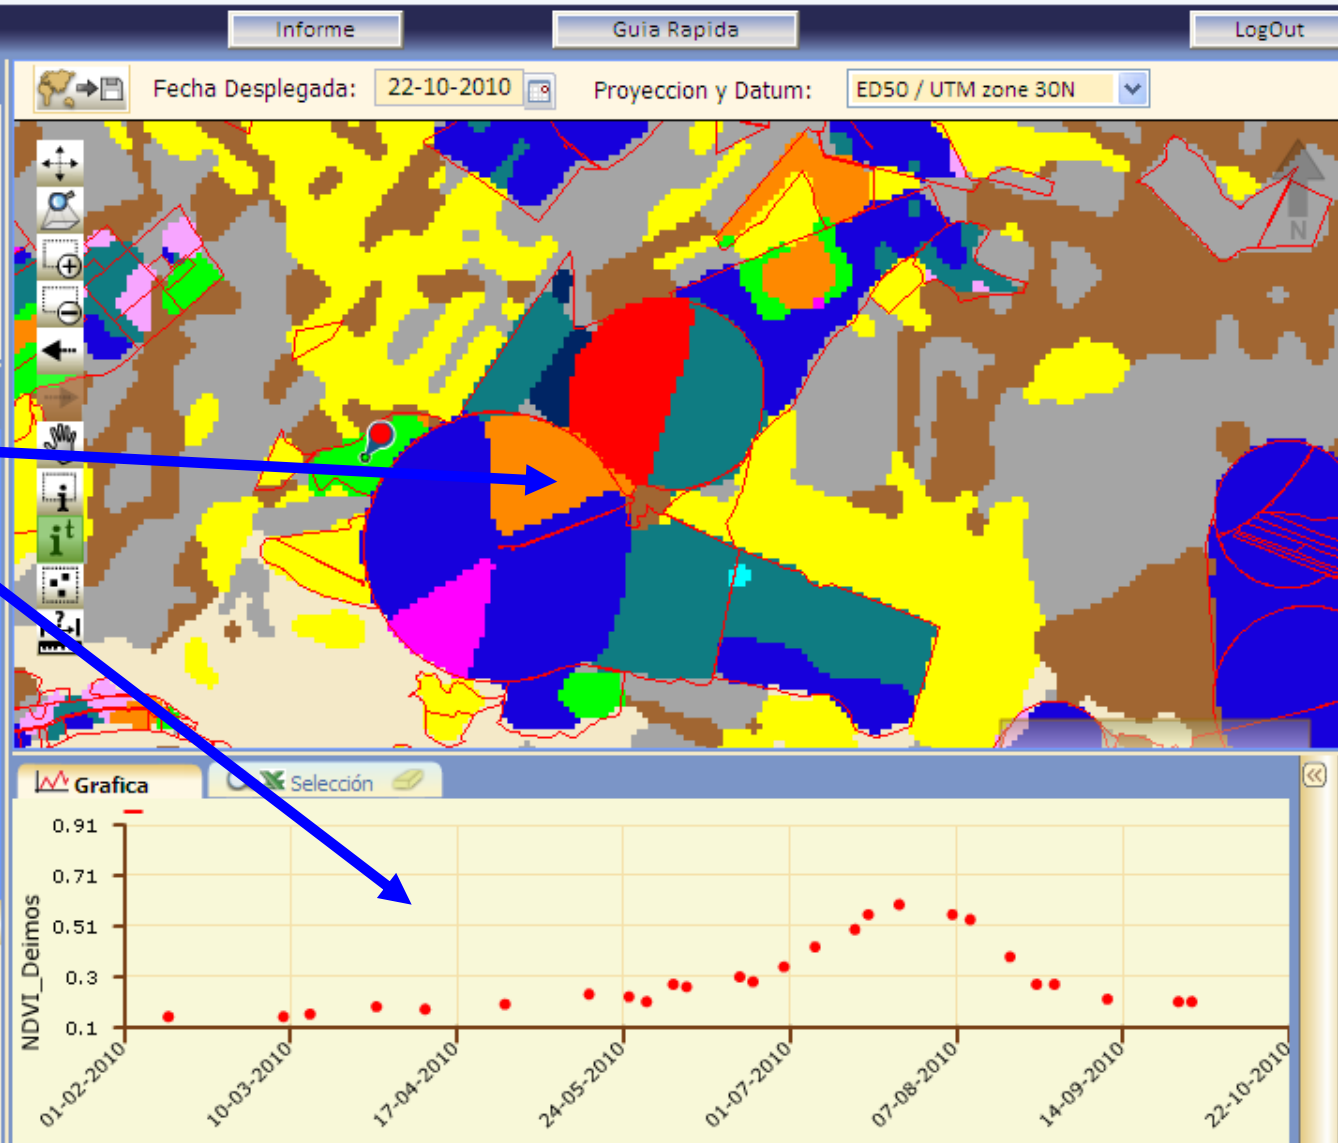 Informe
Guia Rapida
LogOut
Fecha Desplegada: 22-10-2010
Proyeccion y Datum: ED50 / UTM zone 30N
N
i
i^t
?
Grafica
Selección
NDVI_Deimos
0.91
0.71
0.51
0.3
0.1
01-02-2010
10-03-2010
17-04-2010
24-05-2010
01-07-2010
07-08-2010
14-09-2010
22-10-2010